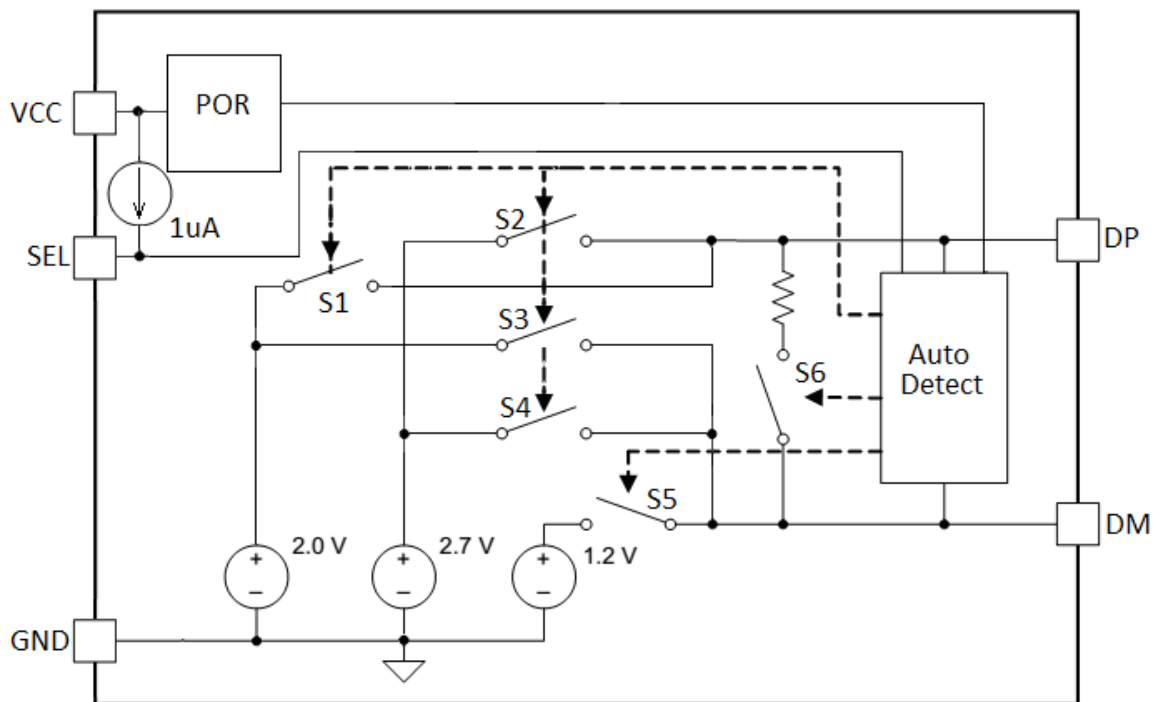 VCC
POR
1uA
SEL
S2
DP
S1
S3
Auto
Detect
S6
S4
S5
DM
2.0 V
+
−
2.7 V
+
−
1.2 V
+
−
GND